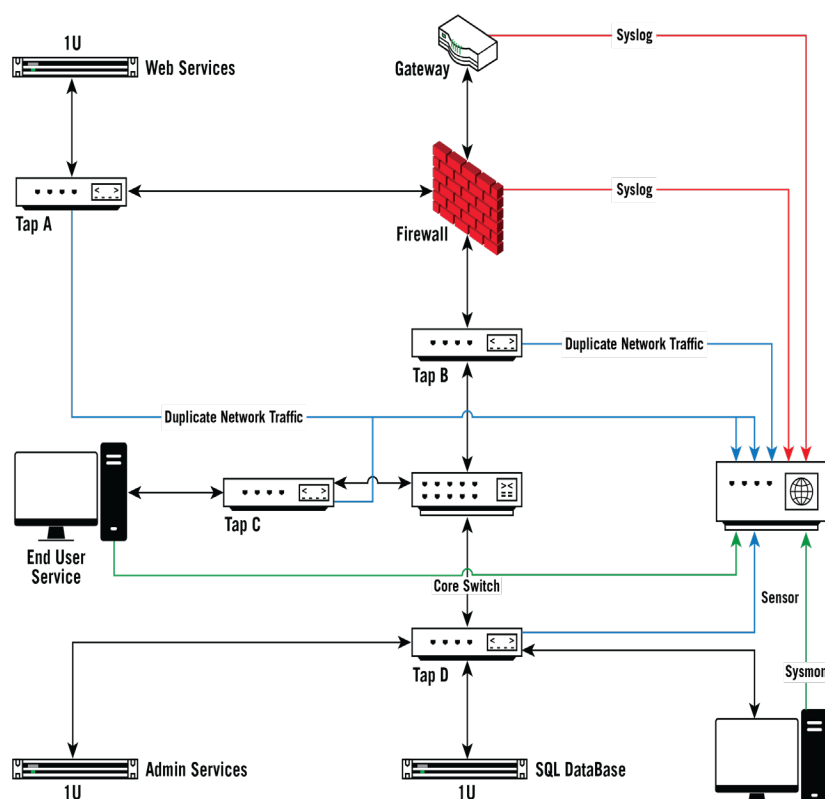 1U
Web Services
Gateway
Syslog
Tap A
Firewall
Syslog
Tap B
Duplicate Network Traffic
Duplicate Network Traffic
Tap C
End User
Service
Core Switch
Sensor
Tap D
Sysmon
Admin Services
1U
SQL DataBase
1U